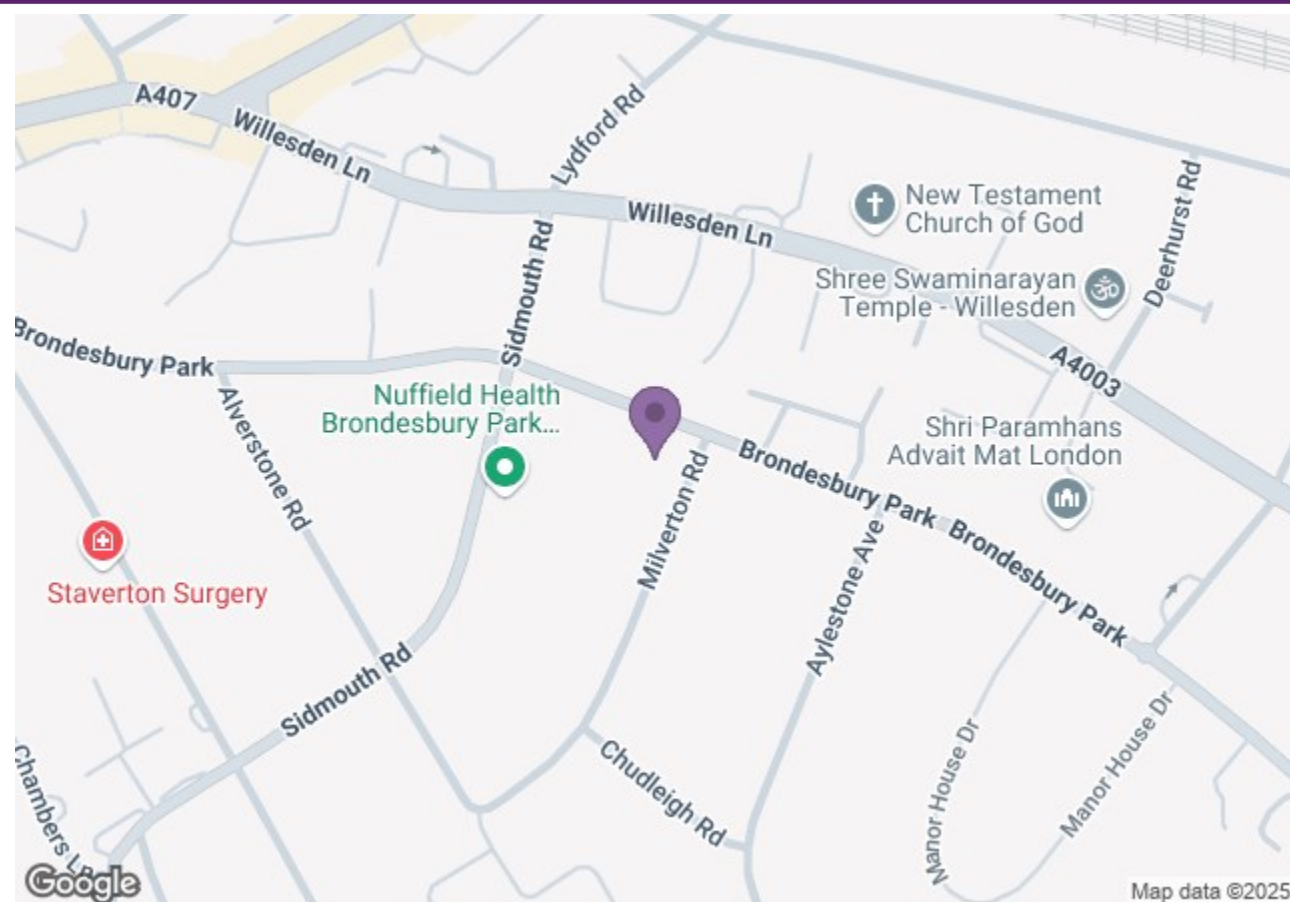 A407
Willesden Ln
Lydford Rd
Willesden Ln
New Testament
Church of God
Deerhurst Rd
Shree Swaminarayan
Temple - Willesden
Sidmouth Rd
Brondesbury Park
A4003
Nuffield Health
Brondesbury Park...
Alverstone Rd
Shri Paramhans
Advait Mat London
Brondesbury Park
Milverton Rd
Brondesbury Park
Staverton Surgery
Aylestone Ave
Sidmouth Rd
Chudleigh Rd
Manor House Dr
Manor House Dr
Chambers Ln
Google
Map data ©2025